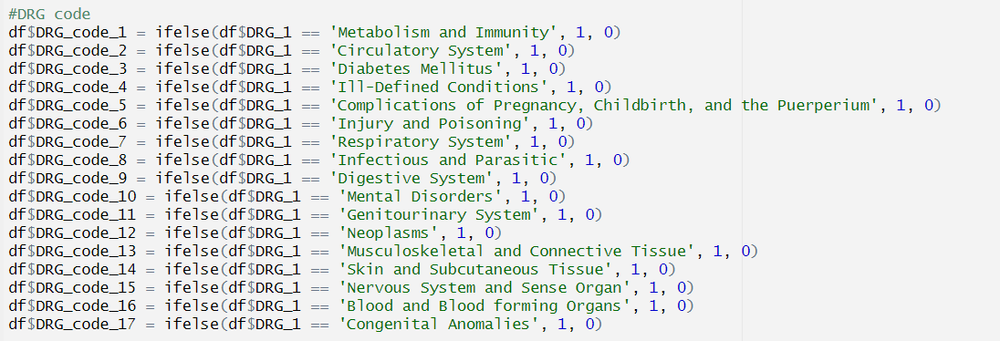 #DRG code
df$DRG_code_1 = ifelse(df$DRG_1 == 'Metabolism and Immunity', 1, 0)
df$DRG_code_2 = ifelse(df$DRG_1 == 'Circulatory System', 1, 0)
df$DRG_code_3 = ifelse(df$DRG_1 == 'Diabetes Mellitus', 1, 0)
df$DRG_code_4 = ifelse(df$DRG_1 == 'Ill-Defined Conditions', 1, 0)
df$DRG_code_5 = ifelse(df$DRG_1 == 'Complications of Pregnancy, Childbirth, and the Puerperium', 1, 0)
df$DRG_code_6 = ifelse(df$DRG_1 == 'Injury and Poisoning', 1, 0)
df$DRG_code_7 = ifelse(df$DRG_1 == 'Respiratory System', 1, 0)
df$DRG_code_8 = ifelse(df$DRG_1 == 'Infectious and Parasitic', 1, 0)
df$DRG_code_9 = ifelse(df$DRG_1 == 'Digestive System', 1, 0)
df$DRG_code_10 = ifelse(df$DRG_1 == 'Mental Disorders', 1, 0)
df$DRG_code_11 = ifelse(df$DRG_1 == 'Genitourinary System', 1, 0)
df$DRG_code_12 = ifelse(df$DRG_1 == 'Neoplasms', 1, 0)
df$DRG_code_13 = ifelse(df$DRG_1 == 'Musculoskeletal and Connective Tissue', 1, 0)
df$DRG_code_14 = ifelse(df$DRG_1 == 'Skin and Subcutaneous Tissue', 1, 0)
df$DRG_code_15 = ifelse(df$DRG_1 == 'Nervous System and Sense Organ', 1, 0)
df$DRG_code_16 = ifelse(df$DRG_1 == 'Blood and Blood forming Organs', 1, 0)
df$DRG_code_17 = ifelse(df$DRG_1 == 'Congenital Anomalies', 1, 0)